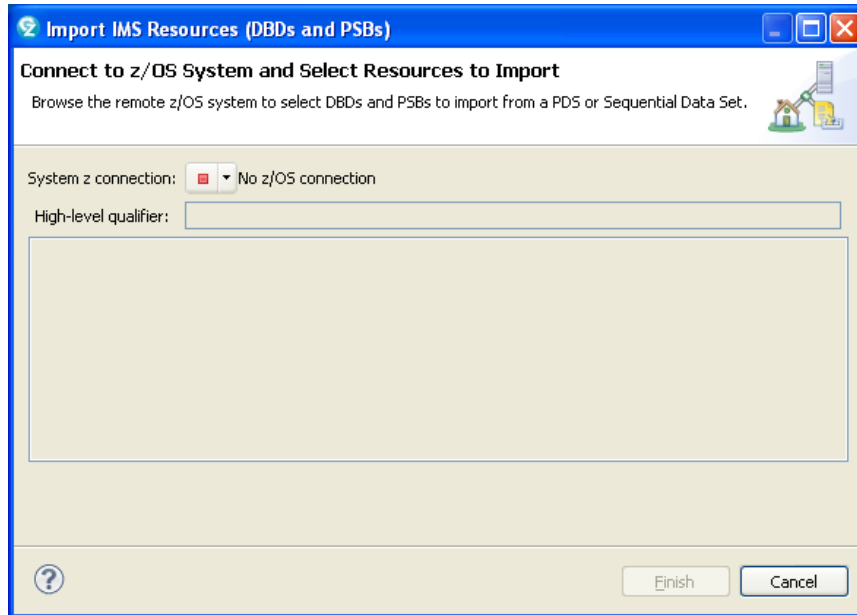 Import IMS Resources (DBDs and PSBs)
Connect to z/OS System and Select Resources to Import
Browse the remote z/OS system to select DBDs and PSBs to import from a PDS or Sequential Data Set.
System z connection: No z/OS connection
High-level qualifier:
?
Finish Cancel